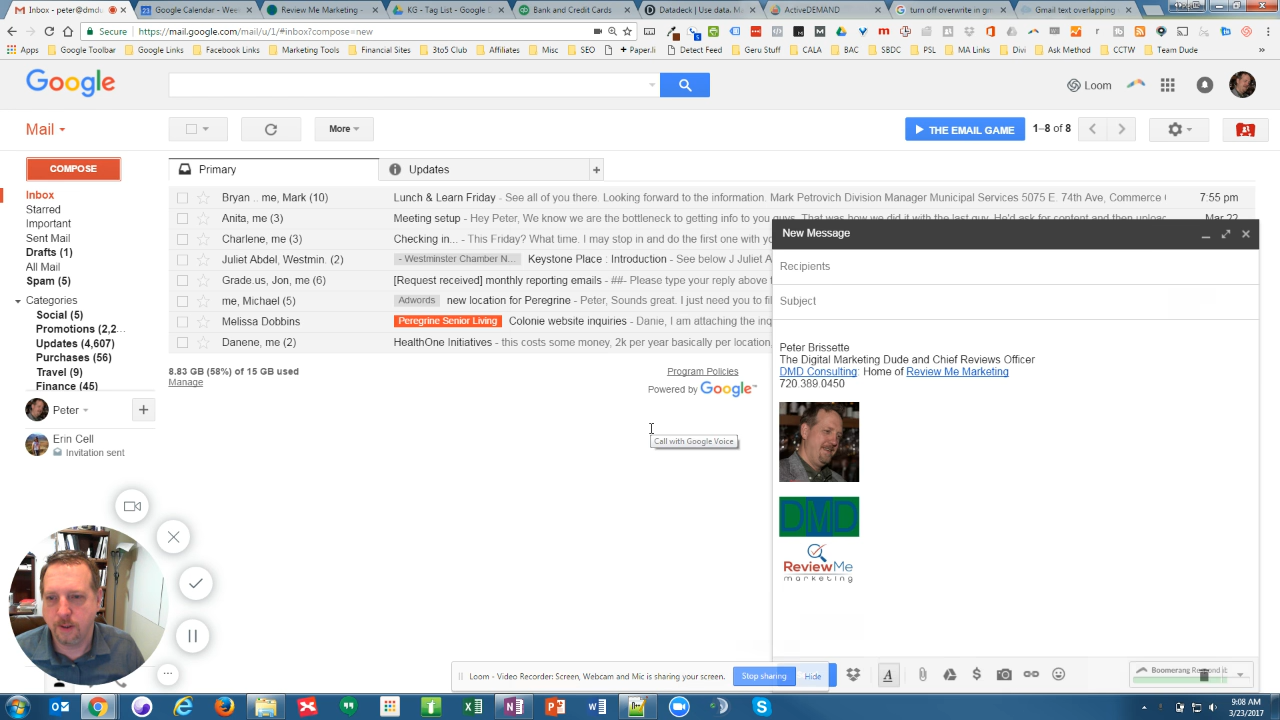 Inbox - peter@dmdu
Google Calendar - Week
Review Me Marketing -
KG - Tag List - Google D
Bank and Credit Cards
Datadeck | Use data. M
ActiveDEMAND
turn off overwrite in gm
Gmail text overlapping
Secure | https://mail.google.com/mail/u/1/#inbox?compose=new
Apps Google Toolbar Google Links Facebook Links Marketing Tools Financial Sites 3t5 Club Affiliates Misc SEO + Paper.li Detect Feed Geru Stuff CALA BAC SBDC PSL MA Links Divi Ask Method CCTW Team Dude »
Google
Loom
Mail
More
THE EMAIL GAME
1–8 of 8
COMPOSE
Primary
Updates
+
Inbox
Starred
Important
Sent Mail
Drafts (1)
All Mail
Spam (5)
Categories
Social (5)
Promotions (2,2...
Updates (4,607)
Purchases (56)
Travel (9)
Finance (45)
Bryan .. me, Mark (10) Lunch & Learn Friday - See all of you there. Looking forward to the information. Mark Petrovich Division Manager Municipal Services 5075 E. 74th Ave, Commerce 7:55 pm
Anita, me (3) Meeting setup - Hey Peter, We know we are the bottleneck to getting info to you guys. That was how we did it with the last guy. He'd ask for content and then upload Mar 22
Charlene, me (3) Checking in... - This Friday? What time. I may stop in and do the first one with yo
Juliet Abdel, Westmin. (2) - Westminster Chamber N... Keystone Place : Introduction - See below J Juliet A
Grade.us, Jon, me (6) [Request received] monthly reporting emails - ##- Please type your reply above t
me, Michael (5) Adwords new location for Peregrine - Peter, Sounds great. I just need you to fil
Melissa Dobbins Peregrine Senior Living Colonie website inquiries - Danie, I am attaching the inq
Danene, me (2) HealthOne Initiatives - this costs some money, 2k per year basically per location,
8.83 GB (58%) of 15 GB used
Manage
Program Policies
Powered by Google™
Peter
+
Erin Cell
Invitation sent
Call with Google Voice
New Message
Recipients
Subject
Peter Brissette
The Digital Marketing Dude and Chief Reviews Officer
DMD Consulting: Home of Review Me Marketing
720.389.0450
DMD
ReviewMe
marketing
Loom - Video Recorder: Screen, Webcam and Mic is sharing your screen.
Stop sharing
Hide
Boomerang
9:08 AM
3/23/2017